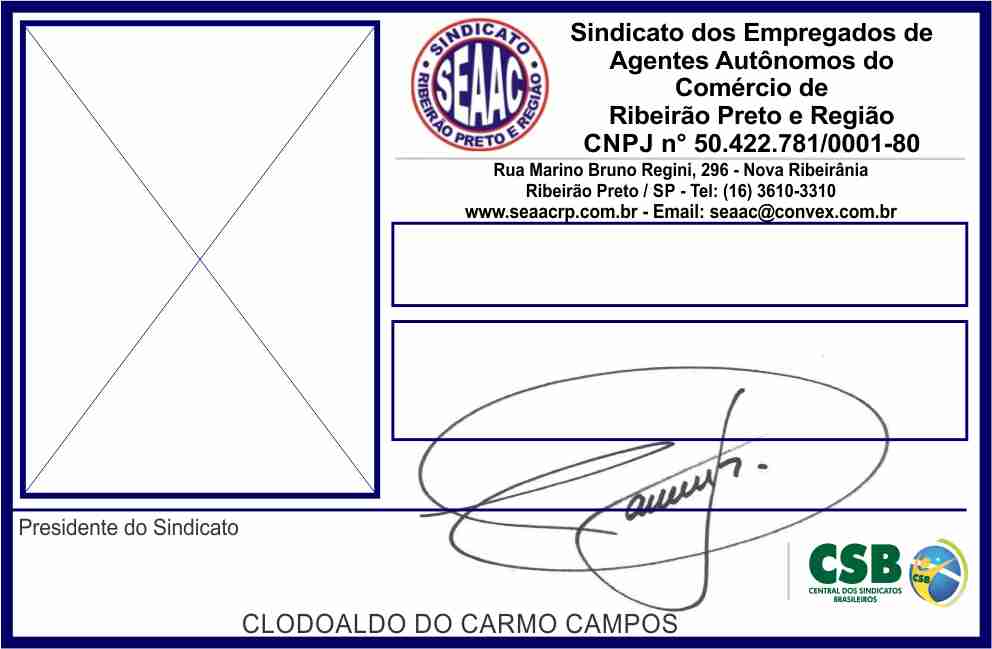 SINDICATO
SEAAC
RIBEIRÃO PRETO E REGIÃO
Sindicato dos Empregados de
Agentes Autônomos do
Comércio de
Ribeirão Preto e Região
CNPJ n° 50.422.781/0001-80
Rua Marino Bruno Regini, 296 - Nova Ribeirânia
Ribeirão Preto / SP - Tel: (16) 3610-3310
www.seaacrp.com.br - Email: seaac@convex.com.br
Presidente do Sindicato
CSB
CENTRAL DOS SINDICATOS
BRASILEIROS
CSB
CLODOALDO DO CARMO CAMPOS